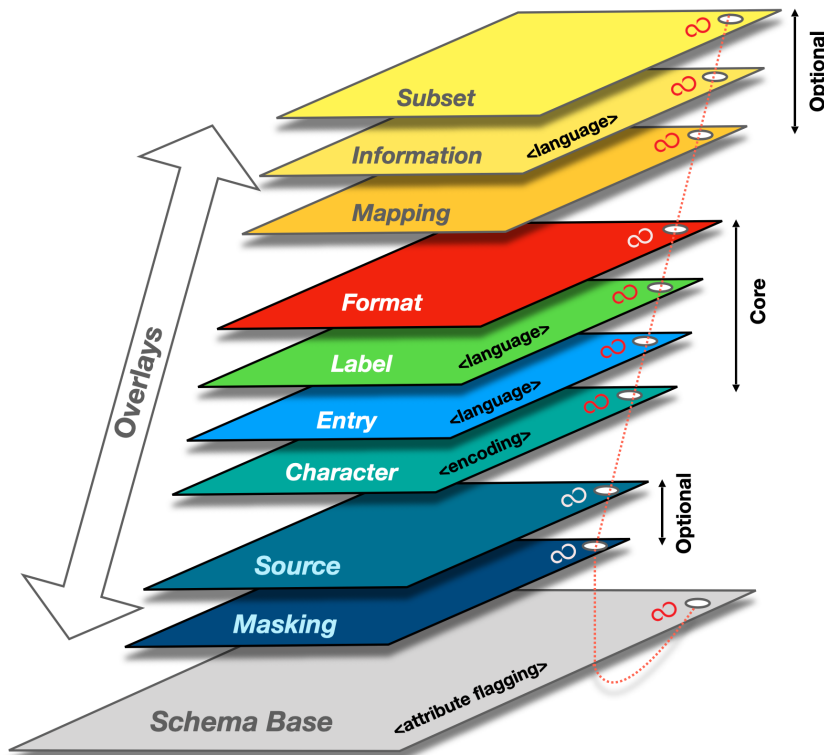 Subset
Optional
Information
<language>
Mapping
Format
Core
Label
<language>
Overlays
Entry
<language>
Character
<encoding>
Source
Optional
Masking
Schema Base
<attribute flagging>